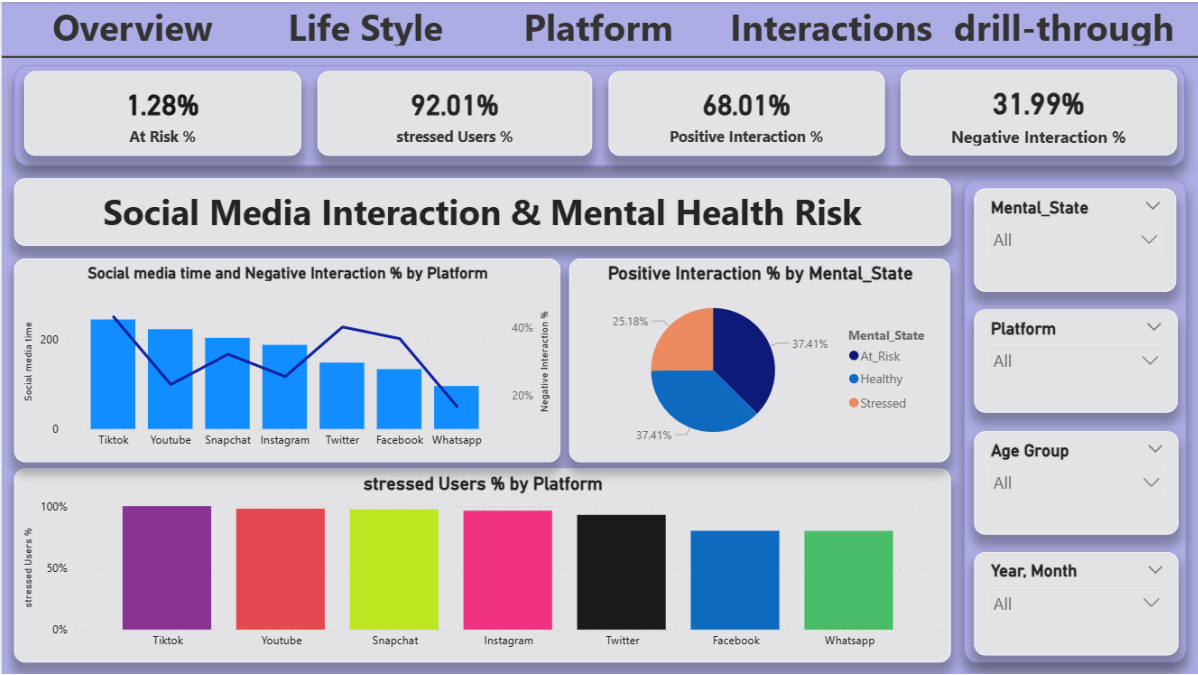 Overview
Life Style
Platform
Interactions
drill-through
1.28%
At Risk %
92.01%
stressed Users %
68.01%
Positive Interaction %
31.99%
Negative Interaction %
Social Media Interaction & Mental Health Risk
Social media time and Negative Interaction % by Platform
Social media time
200
0
40%
20%
Negative Interaction %
Tiktok
Youtube
Snapchat
Instagram
Twitter
Facebook
Whatsapp
Positive Interaction % by Mental_State
25.18%
37.41%
37.41%
Mental_State
At_Risk
Healthy
Stressed
stressed Users % by Platform
stressed Users %
100%
50%
0%
Tiktok
Youtube
Snapchat
Instagram
Twitter
Facebook
Whatsapp
Mental_State
All
Platform
All
Age Group
All
Year, Month
All